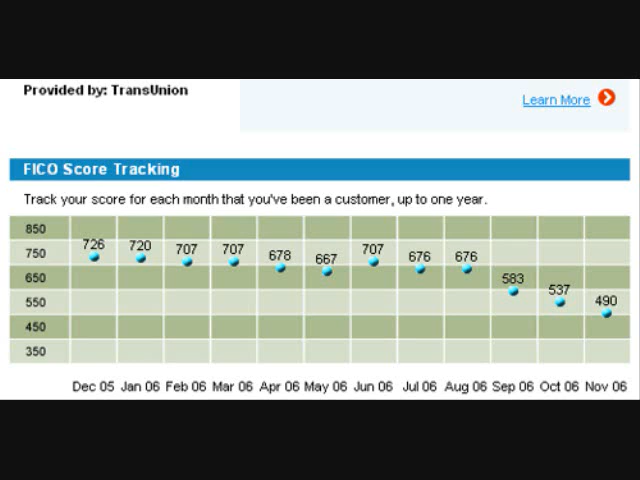 Provided by: TransUnion
Learn More
FICO Score Tracking
Track your score for each month that you've been a customer, up to one year.
850
750
650
550
450
350
726 720 707 707 678 667 707 676 676 583 537 490
Dec 05 Jan 06 Feb 06 Mar 06 Apr 06 May 06 Jun 06 Jul 06 Aug 06 Sep 06 Oct 06 Nov 06